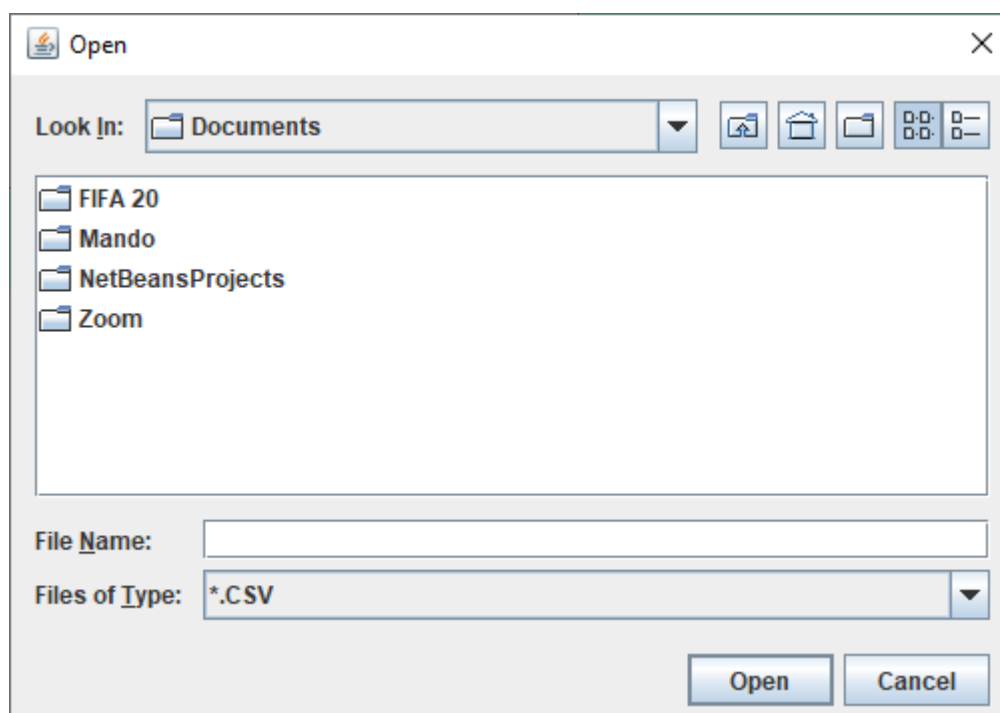 Open
Look In: Documents
FIFA 20
Mando
NetBeansProjects
Zoom
File Name:
Files of Type: *.CSV
Open Cancel